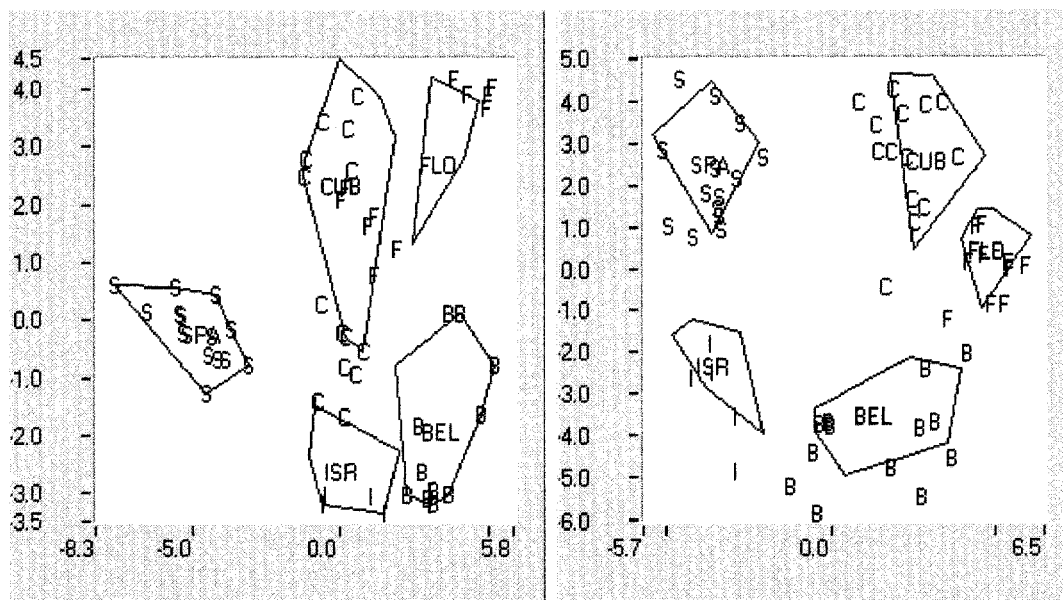 4.5
4.0
3.0
2.0
1.0
0.0
-1.0
-2.0
-3.0
-3.5
-8.3 -5.0 0.0 5.8
F F F F
C C C
FLO
C C C
CUB F F
F F F F
C
S S S
S S S S S
SPA
S S S S S
C C C C C
B B B
C C
B B
BEL
ISR
B
I I B B B B B
5.0
4.0
3.0
2.0
1.0
0.0
-1.0
-2.0
-3.0
-4.0
-5.0
-6.0
-5.7 0.0 6.5
S S C
C C C C
S C
S S C C C C
SPA CUB
S S S S C C
S S S C F
F F F F F
C F F
F
I B
ISR B
I I
BEL
I B B B B
B B B
I B B
B
B